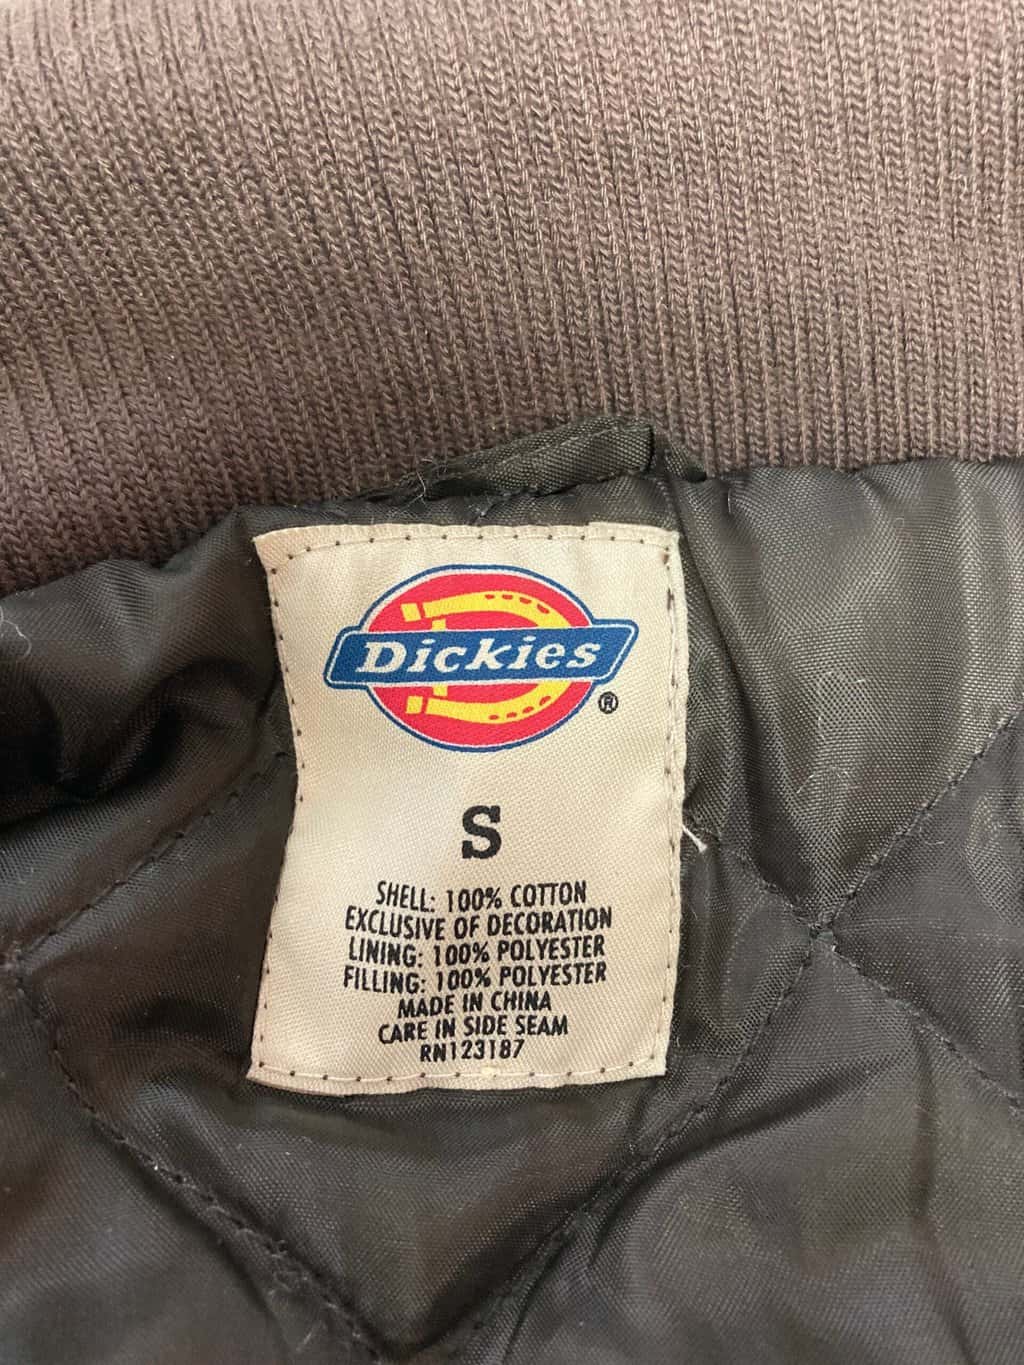 Dickies
®
S
SHELL: 100% COTTON
EXCLUSIVE OF DECORATION
LINING: 100% POLYESTER
FILLING: 100% POLYESTER
MADE IN CHINA
CARE IN SIDE SEAM
RN123187